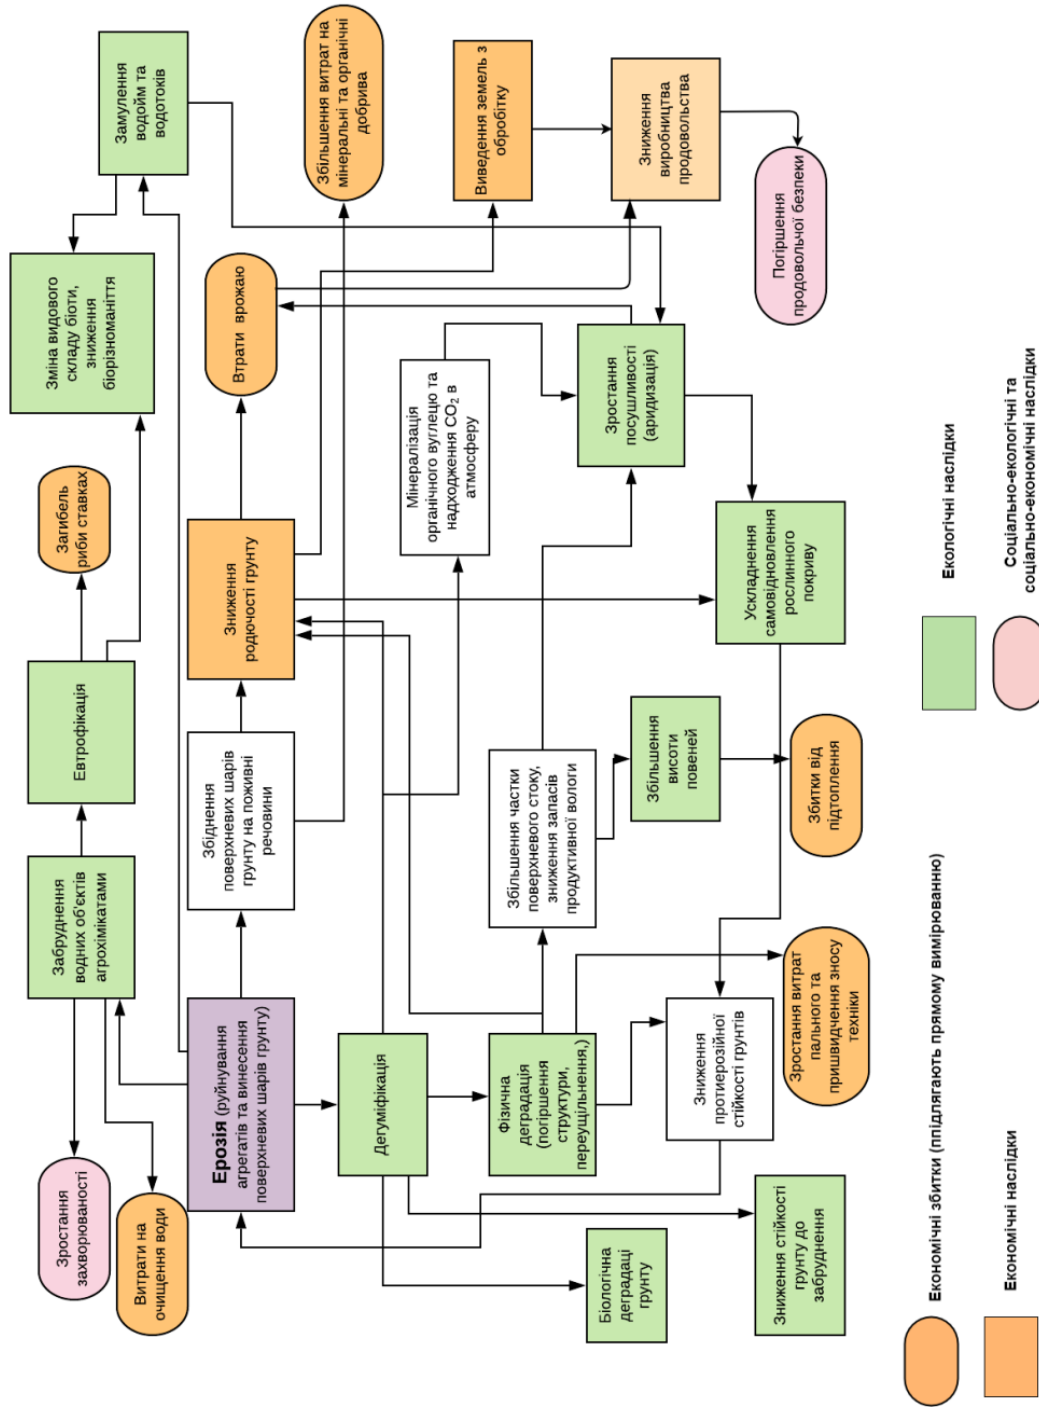 Зростання
захворюваності
Витрати на
очищення води
Забруднення
водних об'єктів
агрохімікатами
Евтрофікація
Загибель
риби ставках
Зміна видового
складу біоти,
зниження
біорізноманіття
Замулення
водойм та
водотоків
Ерозія (руйнування
агрегатів та винесення
поверхневих шарів грунту)
Збіднення
поверхневих шарів
грунту на поживні
речовини
Зниження
родючості грунту
Втрати врожаю
Збільшення витрат на
мінеральні та органічні
добрива
Дегуміфікація
Мінералізація
органічного вуглецю та
надходження CO₂ в
атмосферу
Виведення земель з
обробітку
Фізична
деградація
(погіршення
структури,
переущільнення,)
Збільшення частки
поверхневого стоку,
зниження запасів
продуктивної вологи
Зростання
посушливості
(аридизація)
Зниження
виробництва
продовольства
Біологічна
деградаці
грунту
Зниження
протиерозійної
стійкості грунтів
Збільшення
висоти
повеней
Ускладнення
самовідновлення
рослинного
покриву
Погіршення
продовольчої безпеки
Зниження стійкості
грунту до
забруднення
Зростання витрат
пального та
пришвидчення зносу
техніки
Збитки від
підтоплення
Економічні збитки (ппідлягають прямому вимірюванню)
Екологічні наслідки
Економічні наслідки
Соціально-екологічні та
соціально-економічні наслідки